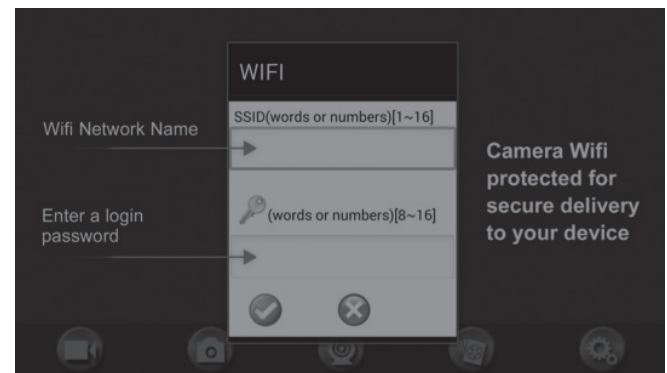 WIFI
SSID(words or numbers)[1~16]
Wifi Network Name
(words or numbers)[8~16]
Enter a login
password
Camera Wifi
protected for
secure delivery
to your device